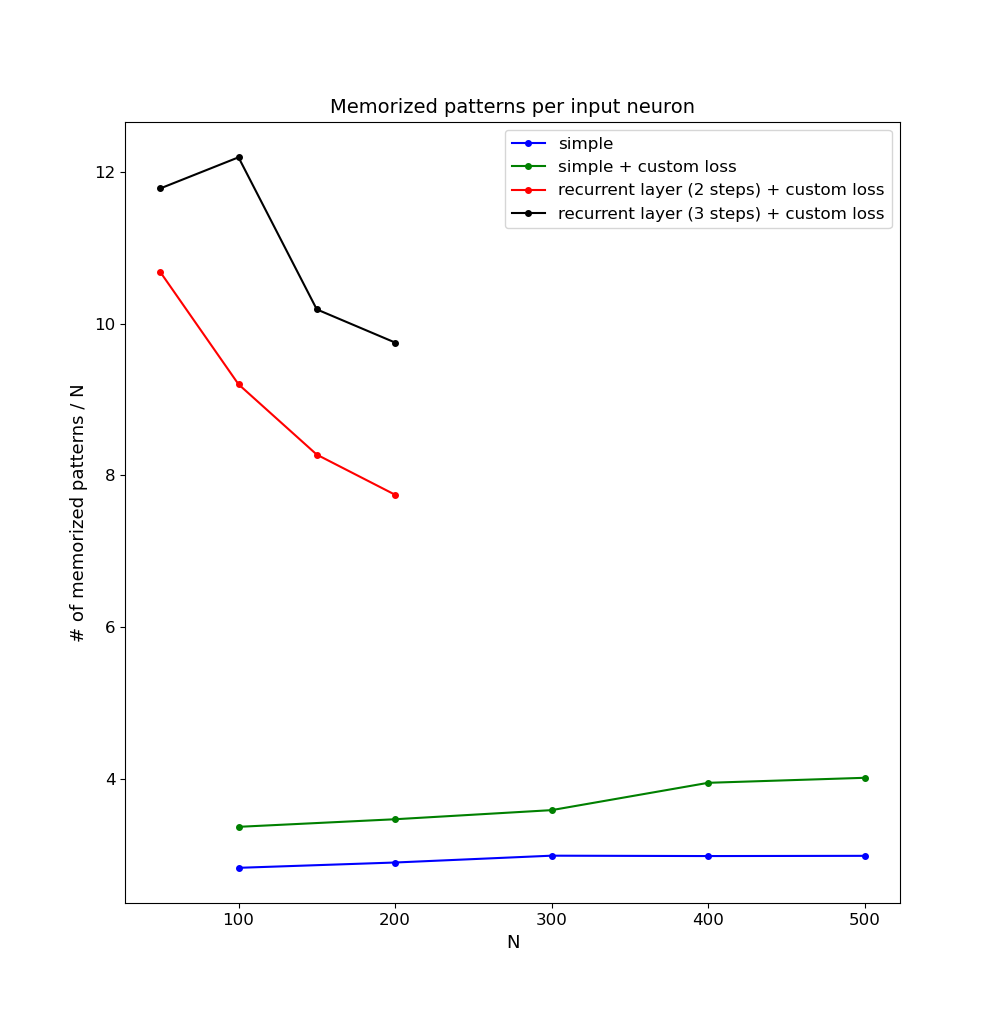 Memorized patterns per input neuron
simple
simple + custom loss
recurrent layer (2 steps) + custom loss
recurrent layer (3 steps) + custom loss
# of memorized patterns / N
12
10
8
6
4
100 200 300 400 500
N